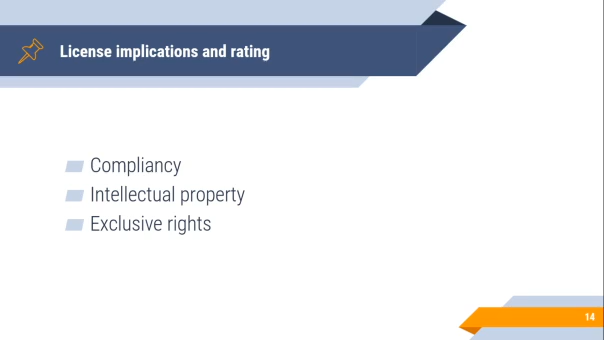 License implications and rating
Compliancy
Intellectual property
Exclusive rights
14